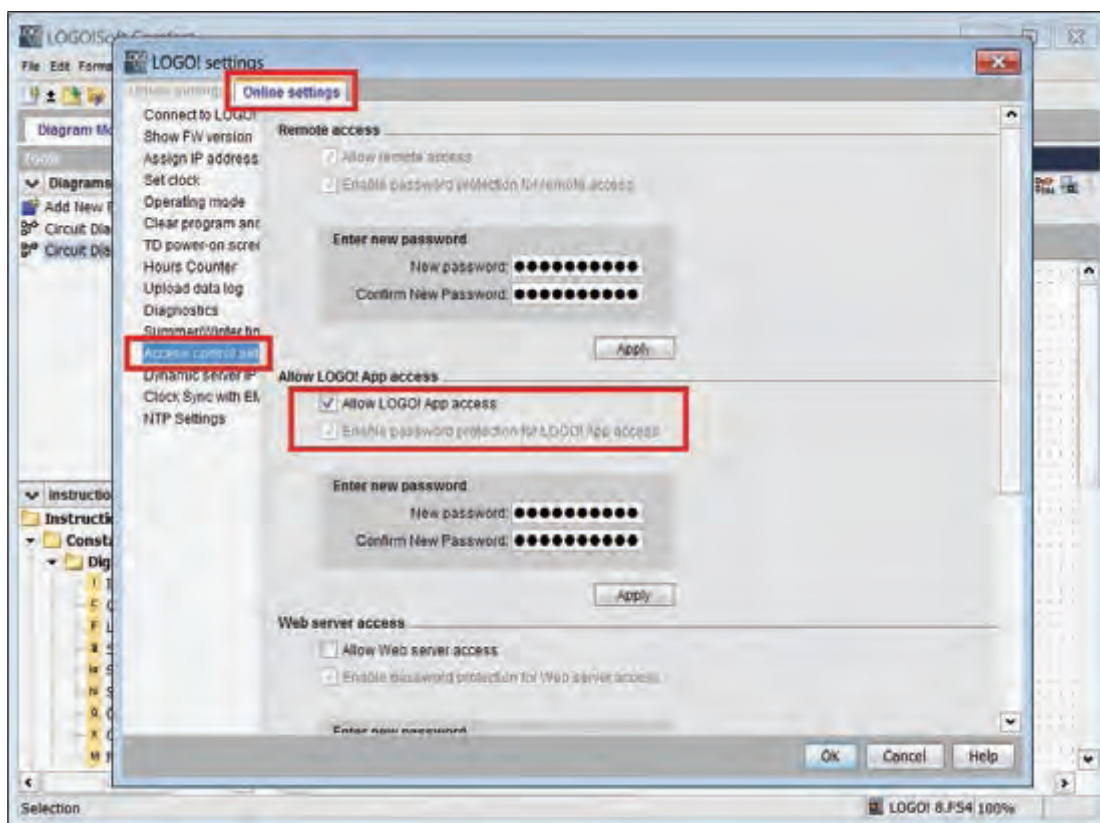 LOGO!So
File Edit Forma
LOGO! settings
Online settings
Diagram Mo
Tools
Diagrams
Add New
Circuit Dia
Circuit Dia
Connect to LOGO!
Show FW version
Assign IP address
Set clock
Operating mode
Clear program and
TD power-on scree
Hours Counter
Upload data log
Diagnostics
Summer/Winter tin
Access control set
Dynamic server IP
Clock Sync with EM
NTP Settings
Remote access
Allow remote access
Enable password protection for remote access
Enter new password
New password:
Confirm New Password:
Apply
Allow LOGO! App access
Allow LOGO! App access
Enable password protection for LOGO! App access
Enter new password
New password:
Confirm New Password:
Apply
Web server access
Allow Web server access
Enable password protection for Web server access
Enter new password
Instructio
Instructio
Consta
Dig
OK Cancel Help
Selection
LOGO! 8.FS4 100%